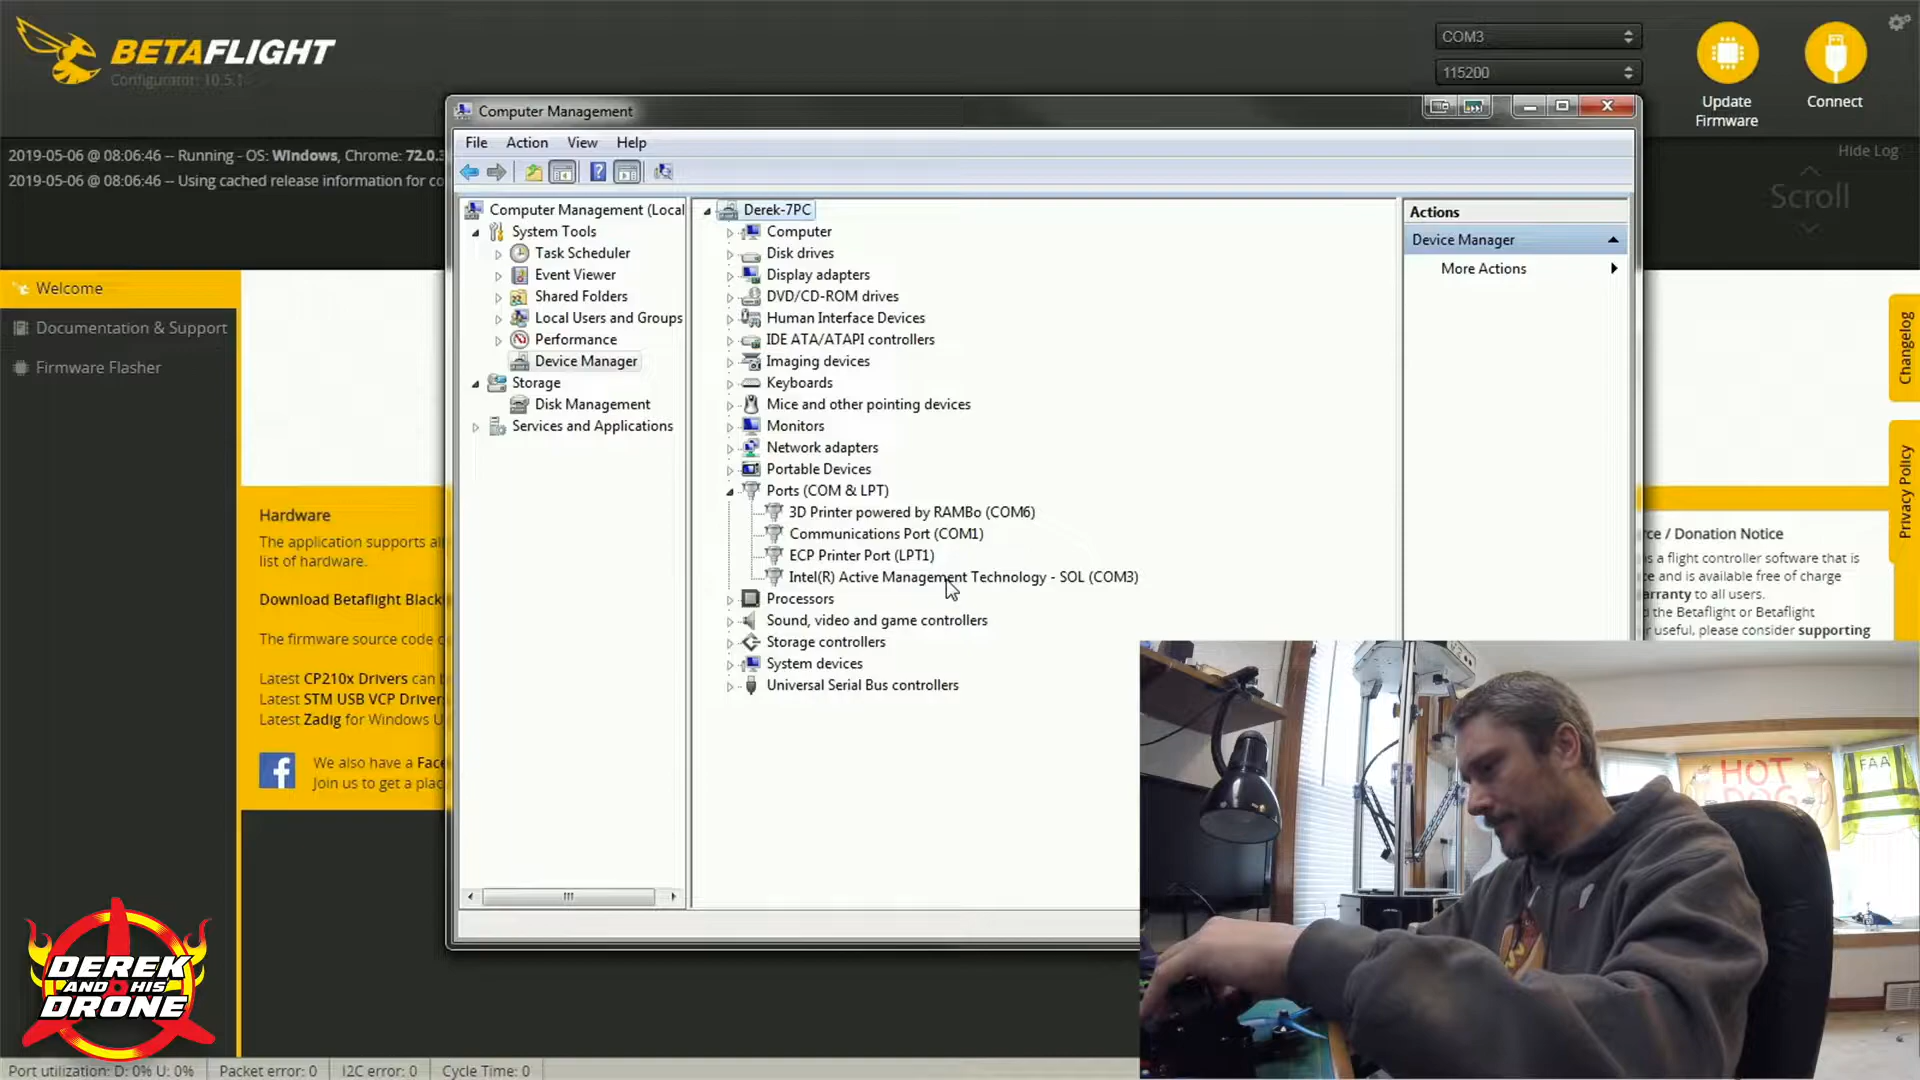 BETAFLIGHT
Configurator: 10.5.1
COM3
115200
Update
Firmware
Connect
2019-05-06 @ 08:06:46 -- Running - OS: Windows, Chrome: 72.0.3
2019-05-06 @ 08:06:46 -- Using cached release information for co
Hide Log
Scroll
Welcome
Documentation & Support
Firmware Flasher
Computer Management
File Action View Help
Computer Management (Local
System Tools
Task Scheduler
Event Viewer
Shared Folders
Local Users and Groups
Performance
Device Manager
Storage
Disk Management
Services and Applications
Derek-7PC
Computer
Disk drives
Display adapters
DVD/CD-ROM drives
Human Interface Devices
IDE ATA/ATAPI controllers
Imaging devices
Keyboards
Mice and other pointing devices
Monitors
Network adapters
Portable Devices
Ports (COM & LPT)
3D Printer powered by RAMBo (COM6)
Communications Port (COM1)
ECP Printer Port (LPT1)
Intel(R) Active Management Technology - SOL (COM3)
Processors
Sound, video and game controllers
Storage controllers
System devices
Universal Serial Bus controllers
Actions
Device Manager
More Actions
Changelog
Privacy Policy
Hardware
The application supports al
list of hardware.
Download Betaflight Black
The firmware source code c
Latest CP210x Drivers can b
Latest STM USB VCP Driver
Latest Zadig for Windows U
We also have a Face
Join us to get a plac
ce / Donation Notice
is a flight controller software that is
e and is available free of charge
arranty to all users.
d the Betaflight or Betaflight
useful, please consider supporting
HOT
DOG
FAA
DEREK
AND HIS
DRONE
Port utilization: D: 0% U: 0% Packet error: 0 I2C error: 0 Cycle Time: 0